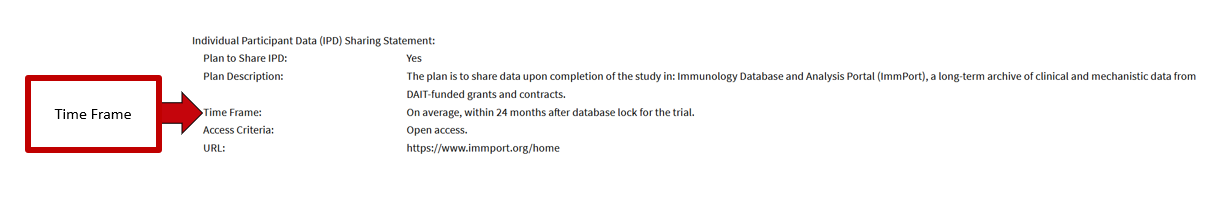 Individual Participant Data (IPD) Sharing Statement:
Plan to Share IPD: Yes
Plan Description: The plan is to share data upon completion of the study in: Immunology Database and Analysis Portal (ImmPort), a long-term archive of clinical and mechanistic data from
DAIT-funded grants and contracts.
Time Frame
Time Frame: On average, within 24 months after database lock for the trial.
Access Criteria: Open access.
URL: https://www.immport.org/home